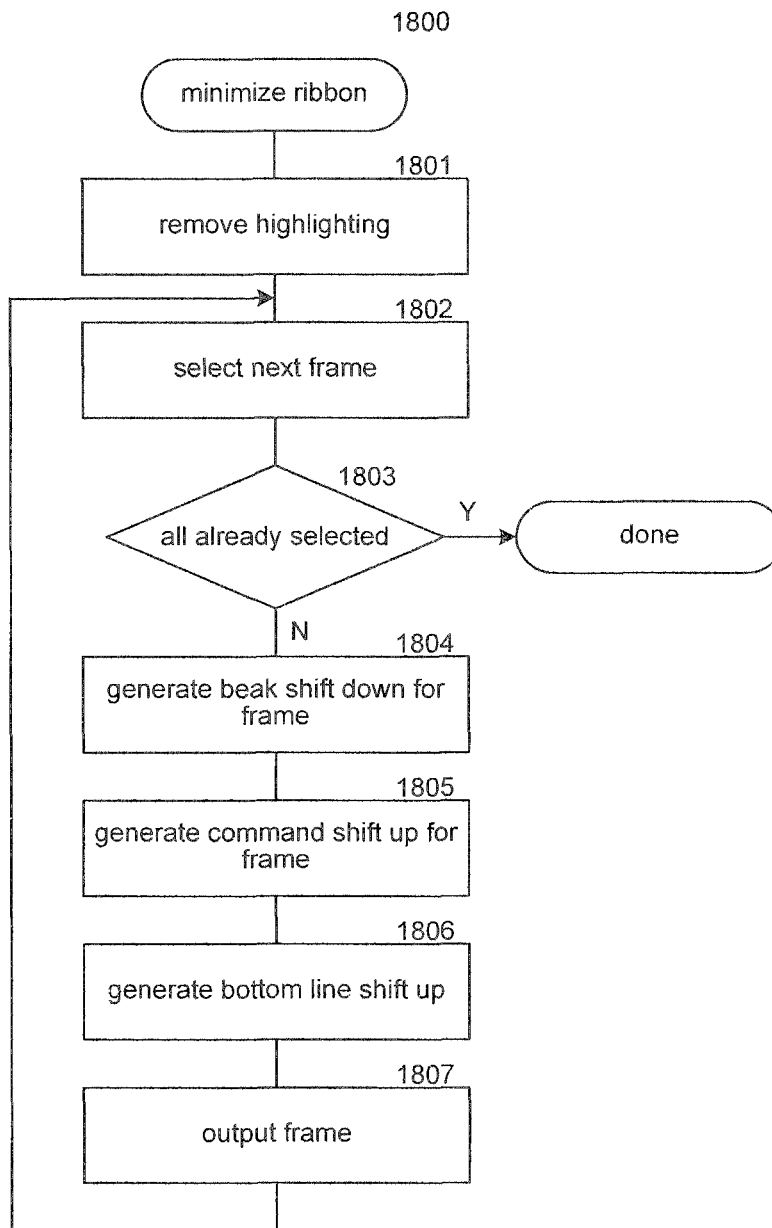 1800
minimize ribbon
1801
remove highlighting
1802
select next frame
1803
all already selected
Y
done
N
1804
generate beak shift down for
frame
1805
generate command shift up for
frame
1806
generate bottom line shift up
1807
output frame